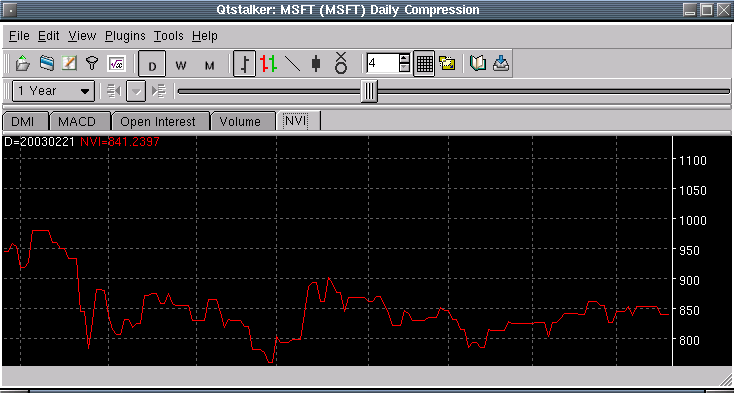 Qtstalker: MSFT (MSFT) Daily Compression
File Edit View Plugins Tools Help
D W M 4
1 Year
DMI MACD Open Interest Volume NVI
D=20030221 NVI=841.2397
1100
1050
1000
950
900
850
800